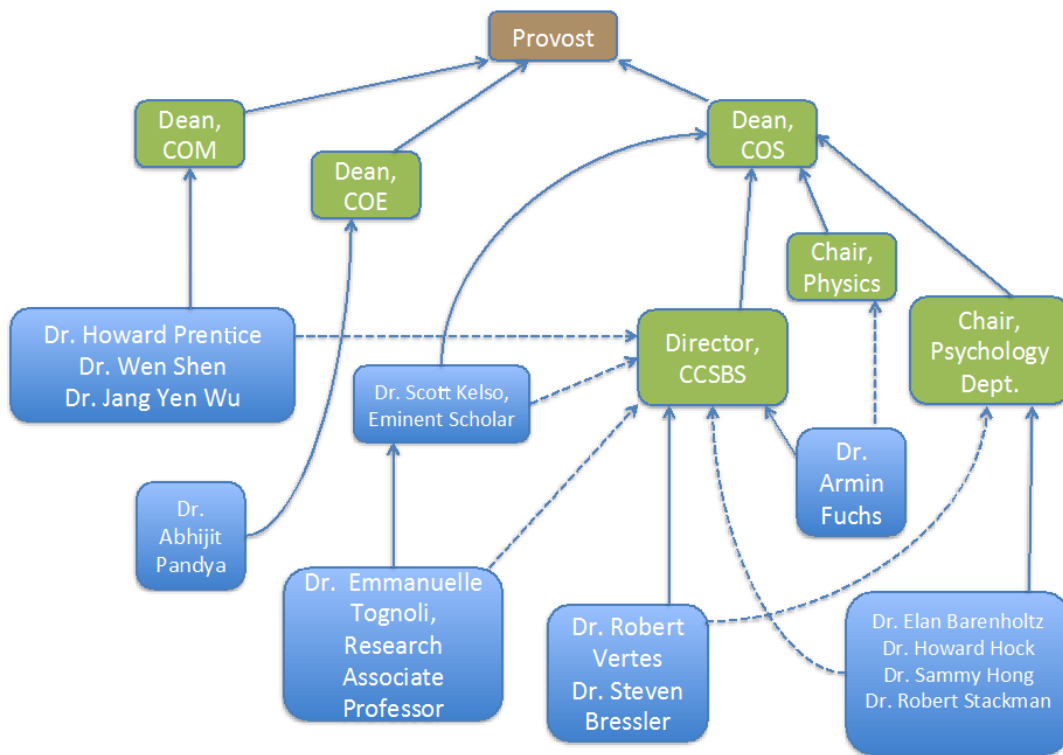 Provost
Dean,
COM
Dean,
COS
Dean,
COE
Chair,
Physics
Dr. Howard Prentice
Dr. Wen Shen
Dr. Jang Yen Wu
Director,
CCSBS
Chair,
Psychology
Dept.
Dr. Scott Kelso,
Eminent Scholar
Dr.
Armin
Fuchs
Dr.
Abhijit
Pandya
Dr. Emmanuelle
Tognoli,
Research
Associate
Professor
Dr. Robert
Vertes
Dr. Steven
Bressler
Dr. Elan Barenholtz
Dr. Howard Hock
Dr. Sammy Hong
Dr. Robert Stackman